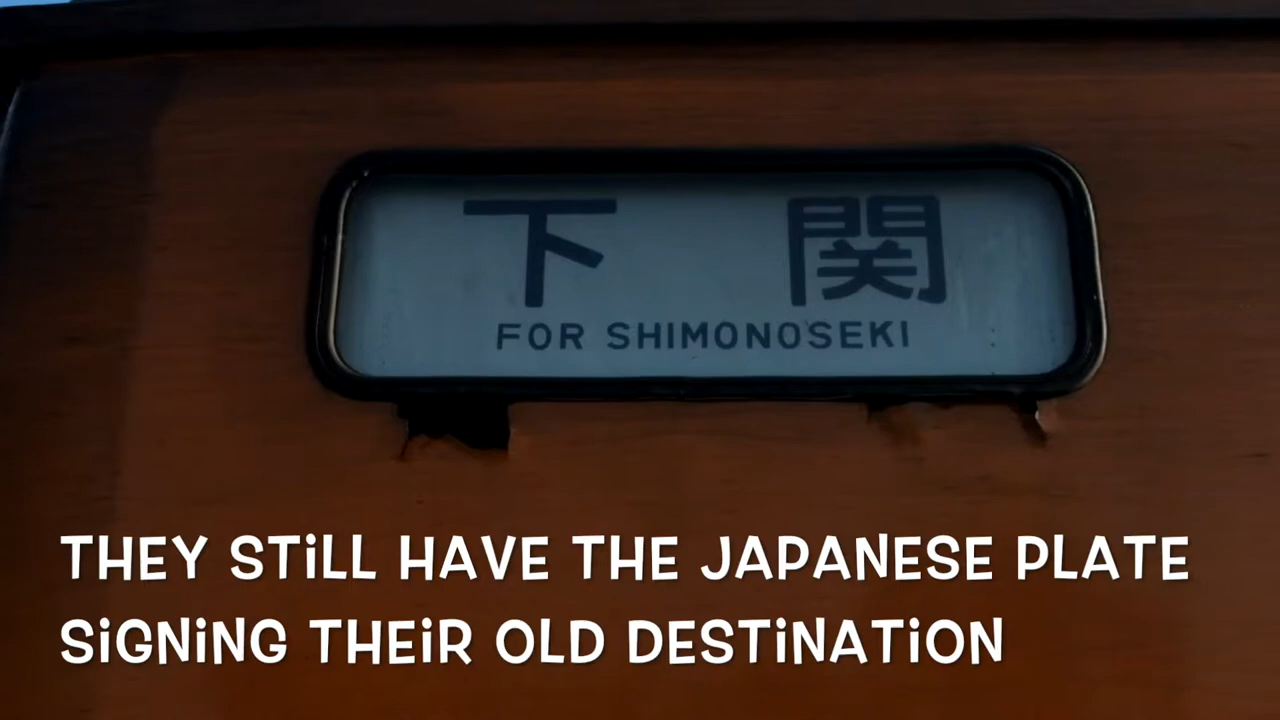 下 関
FOR SHIMONOSEKI
THEY STiLL HAVE THE JAPANESE PLATE
SiGNiNG THEiR OLD DESTiNATiON